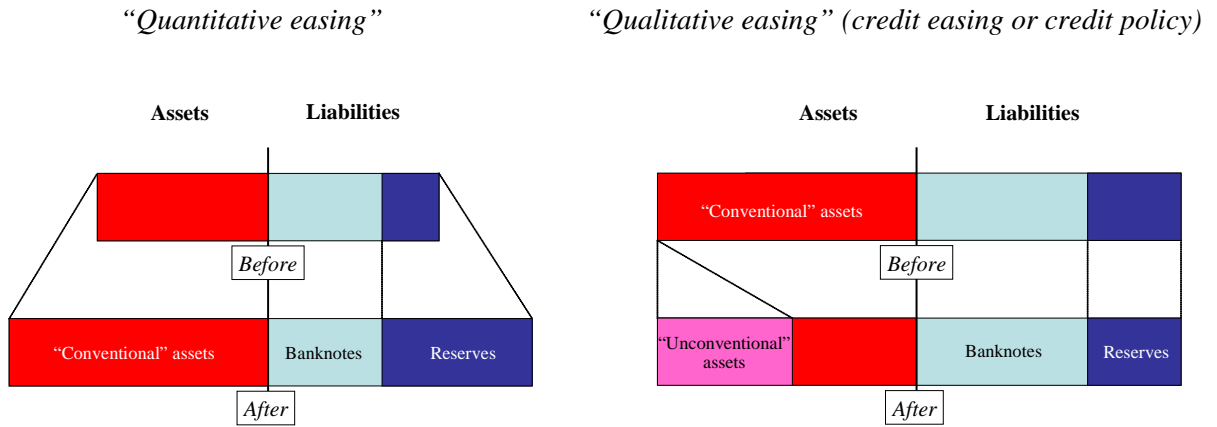 “Quantitative easing”
“Qualitative easing” (credit easing or credit policy)
Assets
Liabilities
Assets
Liabilities
“Conventional” assets
Before
Before
“Conventional” assets
Banknotes
Reserves
“Unconventional”
assets
Banknotes
Reserves
After
After